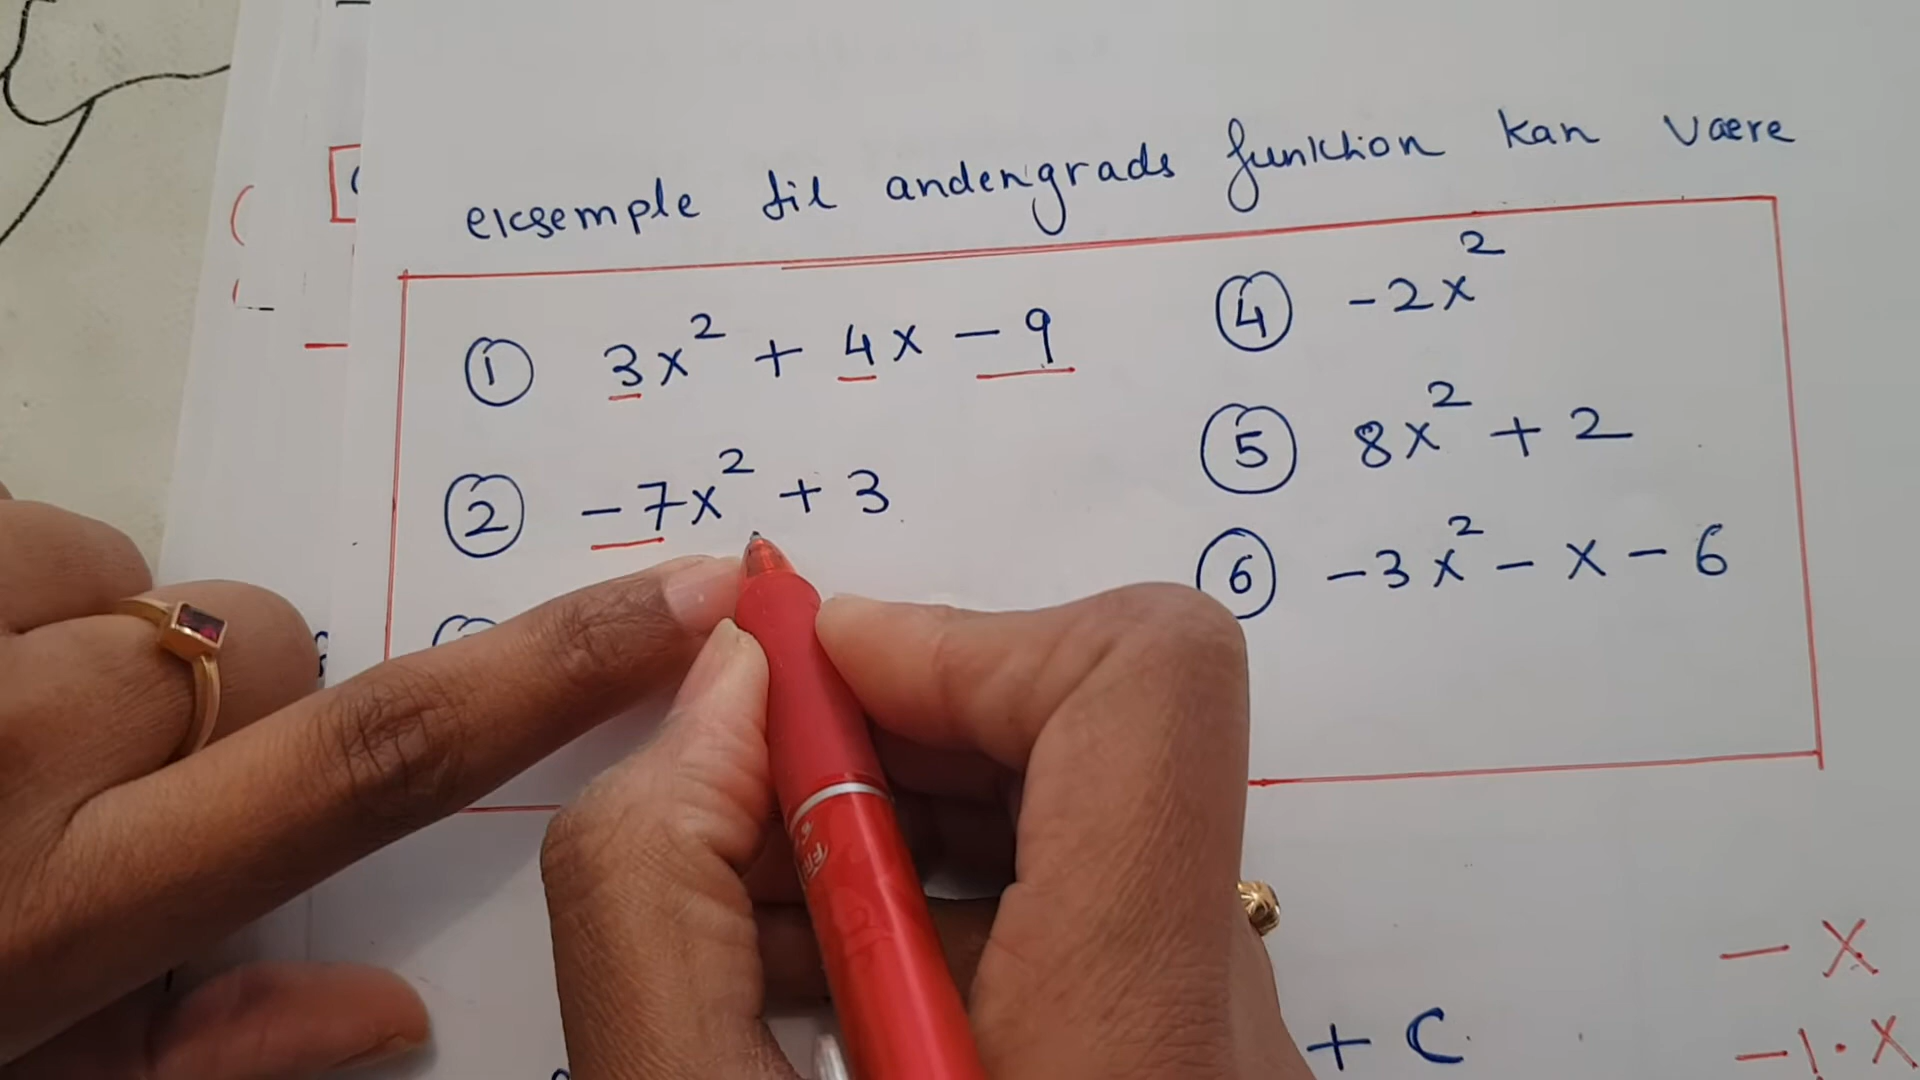 eksemple til andengrads funktion kan være
① 3x² + 4x - 9
② -7x² + 3
④ -2x²
⑤ 8x² + 2
⑥ -3x² - x - 6
+ C
- x
-1·x